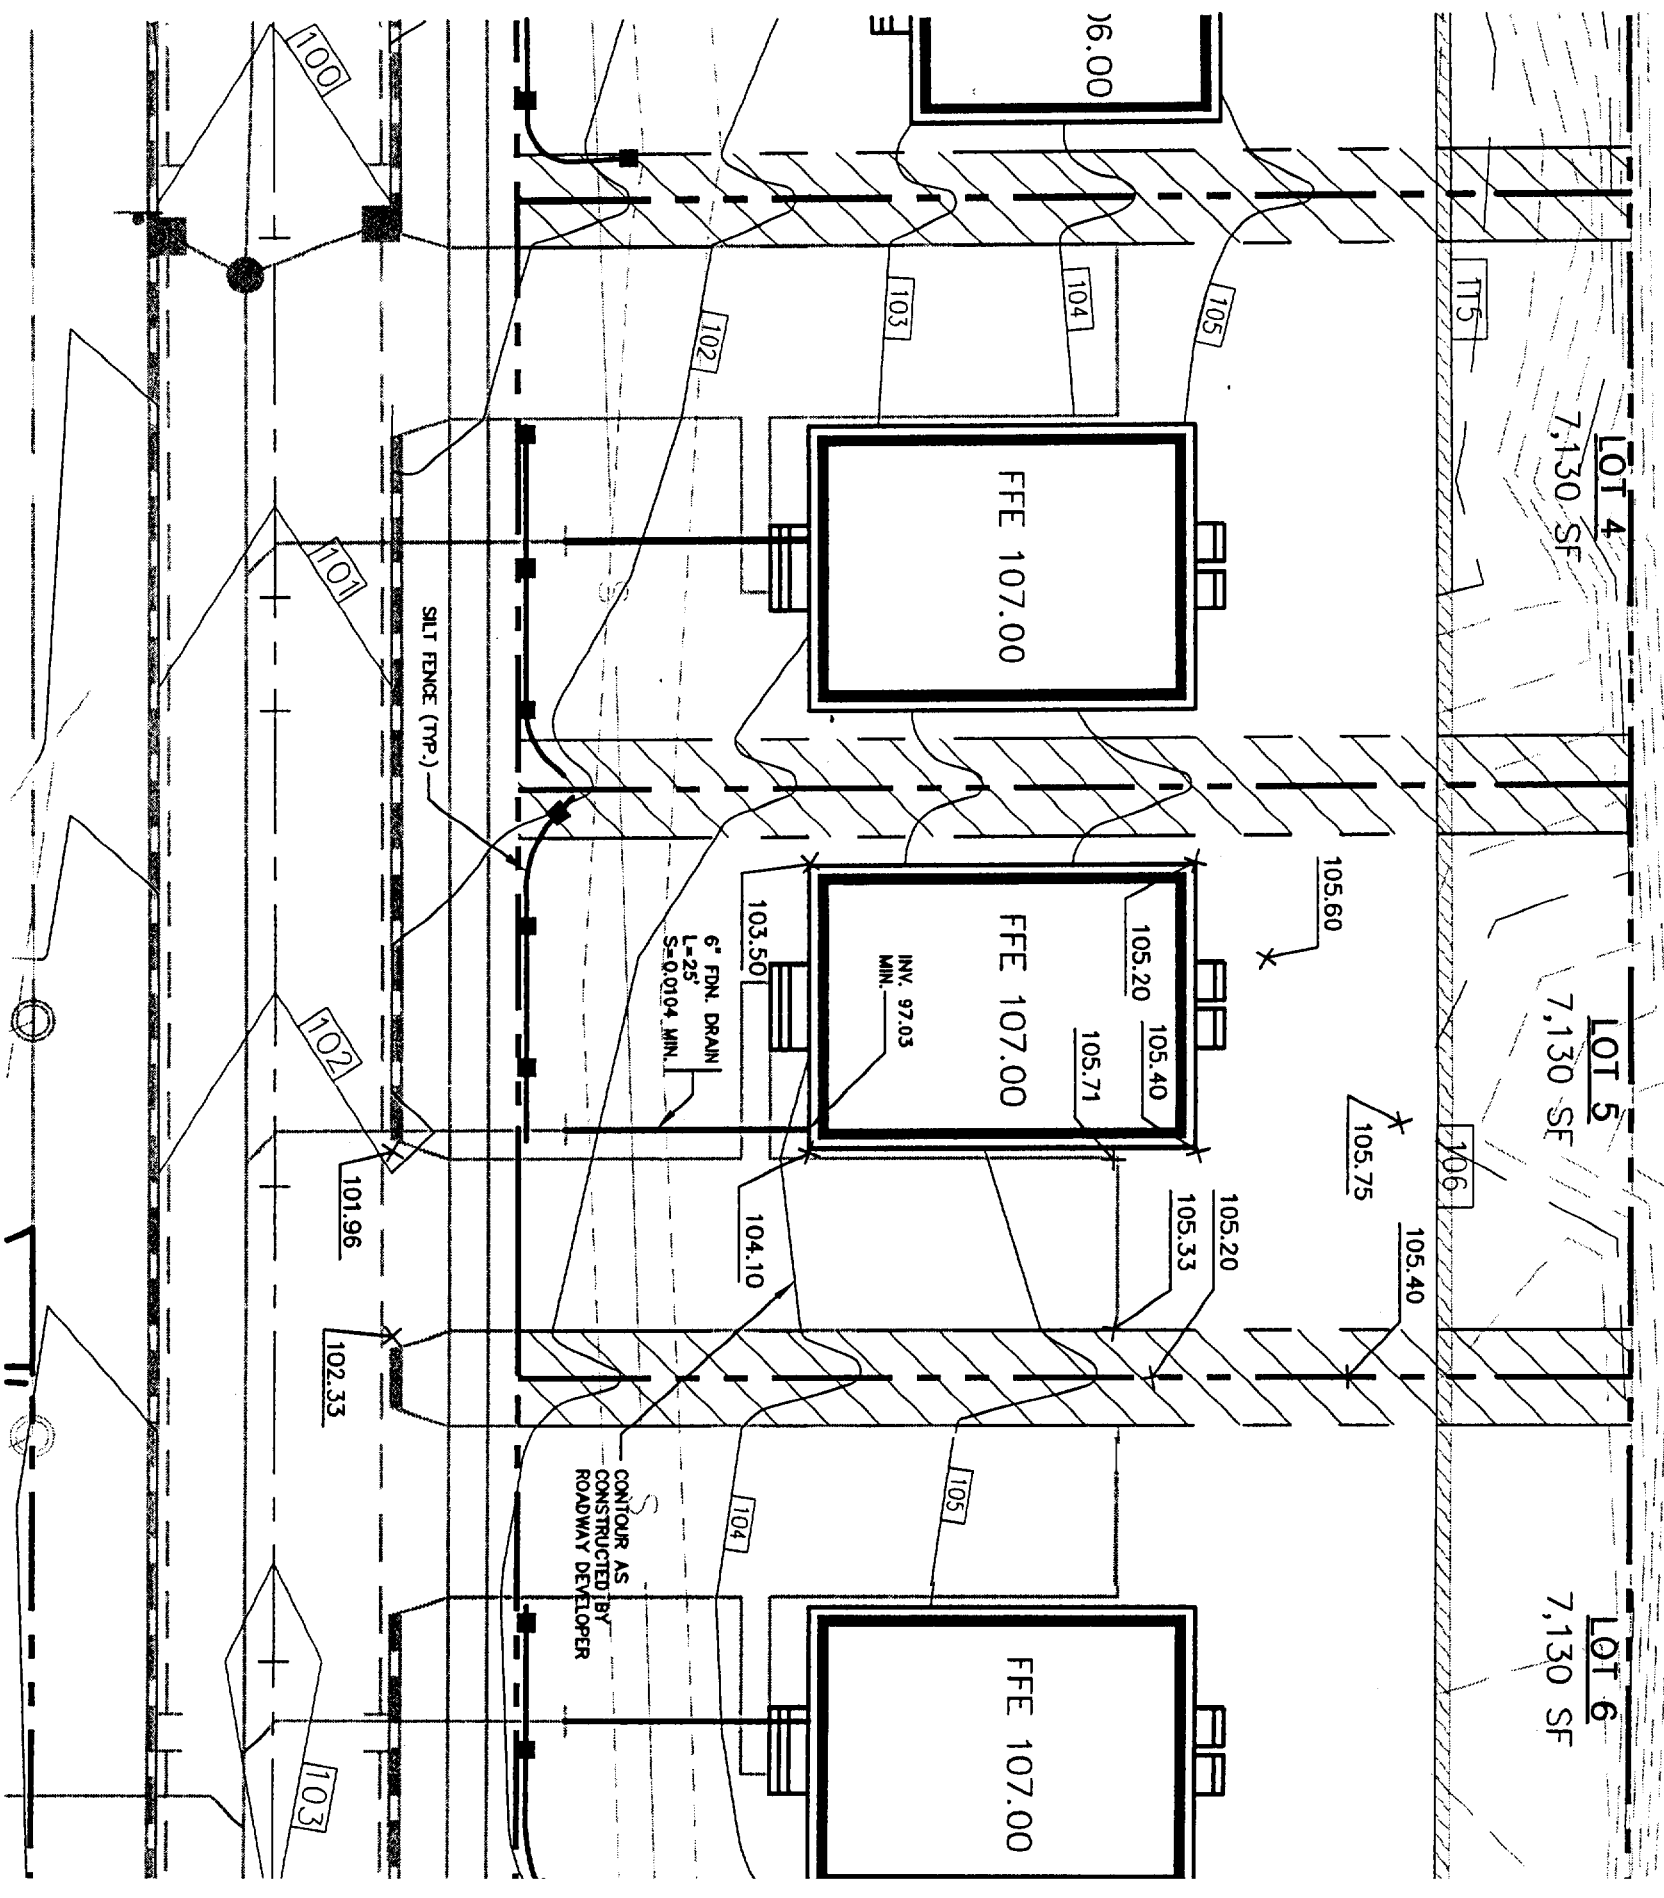 LOT 4
7,130 SF
LOT 5
7,130 SF
LOT 6
7,130 SF
115
106
06.00
FFE 107.00
FFE 107.00
FFE 107.00
105.60
105.75
105.40
105.20
105.33
105.20
105.40
105.71
INV. 97.03
MIN.
103.50
104.10
6" FDN. DRAIN
L=25'
S=0.0104 MIN.
105
104
103
102
105
104
S
S
CONTOUR AS
CONSTRUCTED BY
ROADWAY DEVELOPER
SILT FENCE (TYP.)
101.96
102.33
100
101
102
103